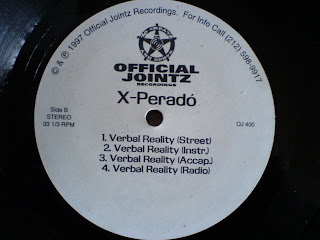 © & ℗ 1997 Official Jointz Recordings. For Info Call (212) 598-9917
OFFICIAL
JOINTZ
RECORDINGS
X-Peradó
Side B
STEREO
33 1/3 RPM
OJ 400
1. Verbal Reality (Street)
2. Verbal Reality (Instr.)
3. Verbal Reality (Accap.)
4. Verbal Reality (Radio)